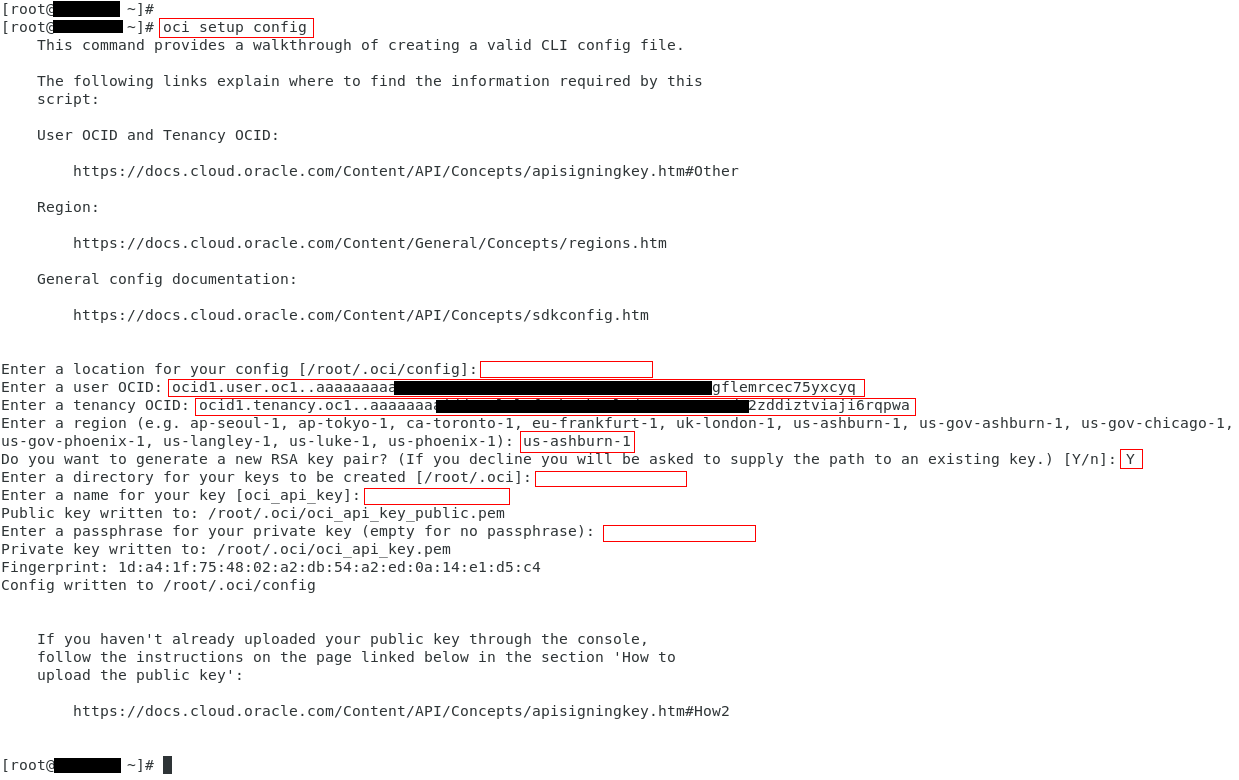 [root@ ~]#
[root@ ~]# oci setup config
This command provides a walkthrough of creating a valid CLI config file.
The following links explain where to find the information required by this
script:
User OCID and Tenancy OCID:
https://docs.cloud.oracle.com/Content/API/Concepts/apisigningkey.htm#Other
Region:
https://docs.cloud.oracle.com/Content/General/Concepts/regions.htm
General config documentation:
https://docs.cloud.oracle.com/Content/API/Concepts/sdkconfig.htm
Enter a location for your config [/root/.oci/config]:
Enter a user OCID: ocid1.user.oc1..aaaaaaaaa gflemrcec75yxcyq
Enter a tenancy OCID: ocid1.tenancy.oc1..aaaaaaaa 2zddiztviaji6rqpwa
Enter a region (e.g. ap-seoul-1, ap-tokyo-1, ca-toronto-1, eu-frankfurt-1, uk-london-1, us-ashburn-1, us-gov-ashburn-1, us-gov-chicago-1,
us-gov-phoenix-1, us-langley-1, us-luke-1, us-phoenix-1): us-ashburn-1
Do you want to generate a new RSA key pair? (If you decline you will be asked to supply the path to an existing key.) [Y/n]: Y
Enter a directory for your keys to be created [/root/.oci]:
Enter a name for your key [oci_api_key]:
Public key written to: /root/.oci/oci_api_key_public.pem
Enter a passphrase for your private key (empty for no passphrase):
Private key written to: /root/.oci/oci_api_key.pem
Fingerprint: 1d:a4:1f:75:48:02:a2:db:54:a2:ed:0a:14:e1:d5:c4
Config written to /root/.oci/config
If you haven't already uploaded your public key through the console,
follow the instructions on the page linked below in the section 'How to
upload the public key':
https://docs.cloud.oracle.com/Content/API/Concepts/apisigningkey.htm#How2
[root@ ~]#